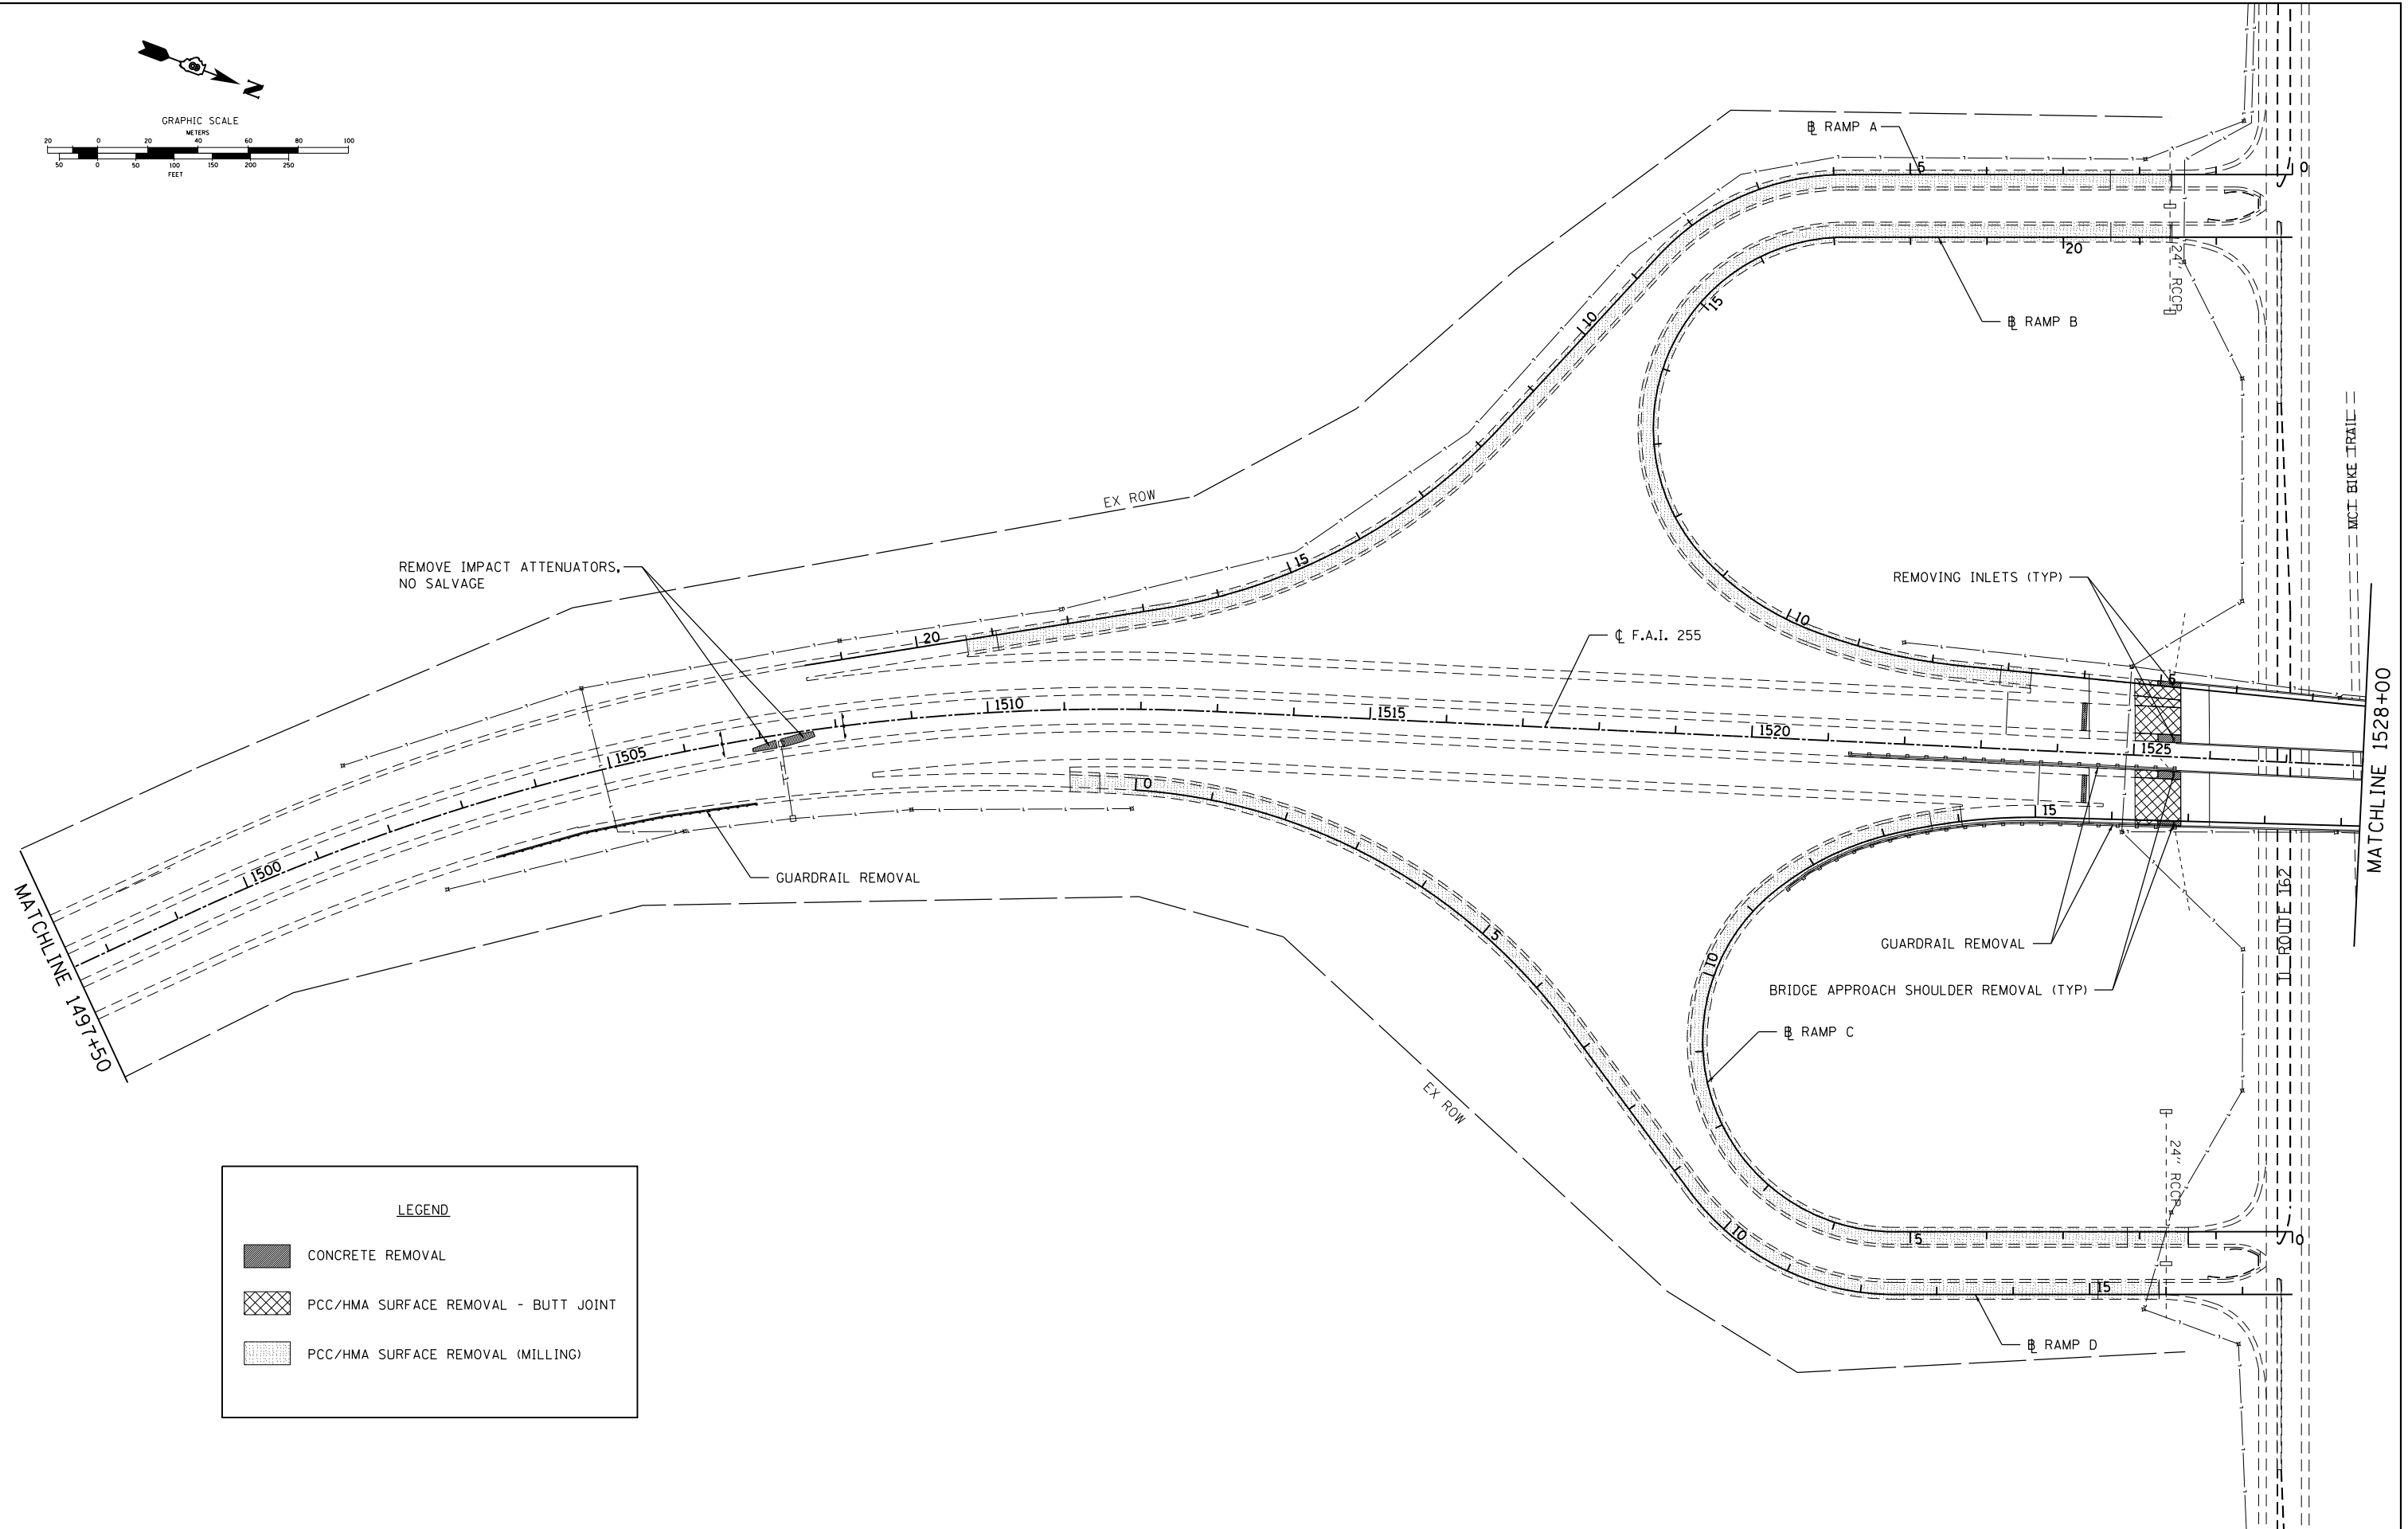 N
GRAPHIC SCALE
METERS
20 0 20 40 60 80 100
50 0 50 100 150 200 250
FEET
℄ RAMP A
5
0
20
24" RCCP
15
℄ RAMP B
10
MCT BIKE TRAIL
EX ROW
REMOVE IMPACT ATTENUATORS,
NO SALVAGE
15
REMOVING INLETS (TYP)
10
20
℄ F.A.I. 255
5
1510
1515
1520
1525
1505
MATCHLINE 1528+00
0
15
1500
GUARDRAIL REMOVAL
MATCHLINE 1497+50
5
10
GUARDRAIL REMOVAL
IL ROUTE 162
BRIDGE APPROACH SHOULDER REMOVAL (TYP)
℄ RAMP C
EX ROW
24" RCCP
10
5
0
15
℄ RAMP D
LEGEND
CONCRETE REMOVAL
PCC/HMA SURFACE REMOVAL - BUTT JOINT
PCC/HMA SURFACE REMOVAL (MILLING)